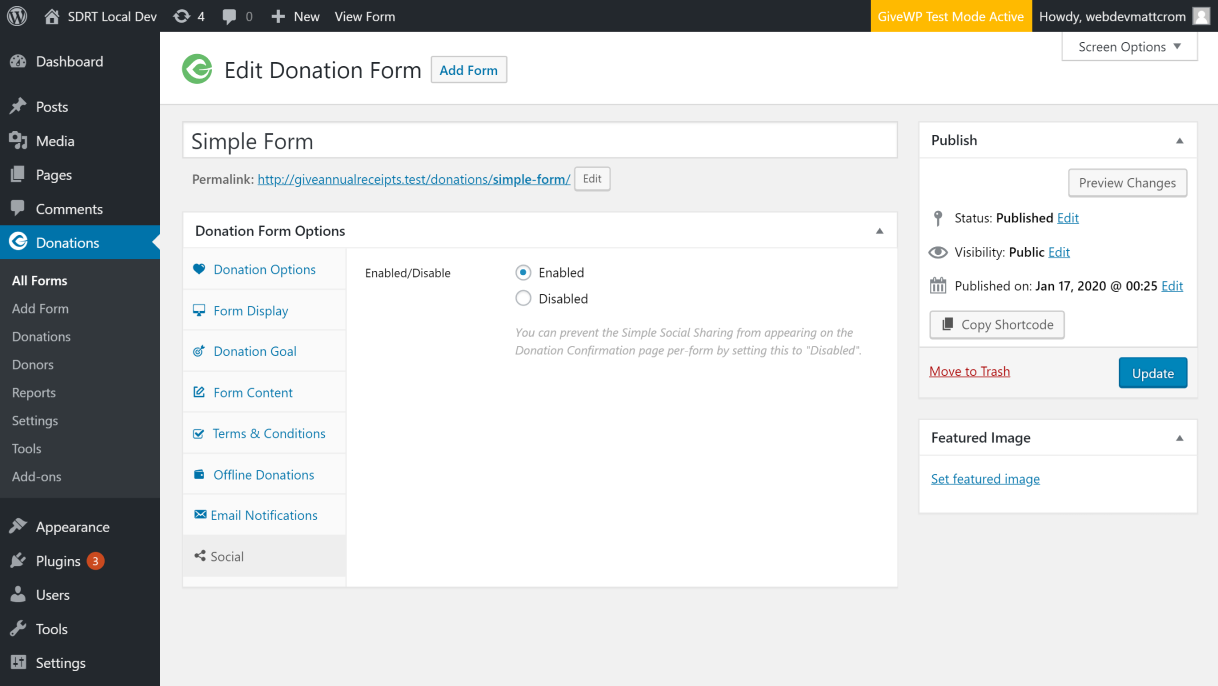 SDRT Local Dev
4
0
New
View Form
GiveWP Test Mode Active
Howdy, webdevmattcrom
Dashboard
Posts
Media
Pages
Comments
Donations
All Forms
Add Form
Donations
Donors
Reports
Settings
Tools
Add-ons
Appearance
Plugins 3
Users
Tools
Settings
Screen Options
Edit Donation Form
Add Form
Simple Form
Permalink: http://giveannualreceipts.test/donations/simple-form/ Edit
Donation Form Options
Donation Options
Form Display
Donation Goal
Form Content
Terms & Conditions
Offline Donations
Email Notifications
Social
Enabled/Disable
Enabled
Disabled
You can prevent the Simple Social Sharing from appearing on the
Donation Confirmation page per-form by setting this to "Disabled".
Publish
Preview Changes
Status: Published Edit
Visibility: Public Edit
Published on: Jan 17, 2020 @ 00:25 Edit
Copy Shortcode
Move to Trash
Update
Featured Image
Set featured image